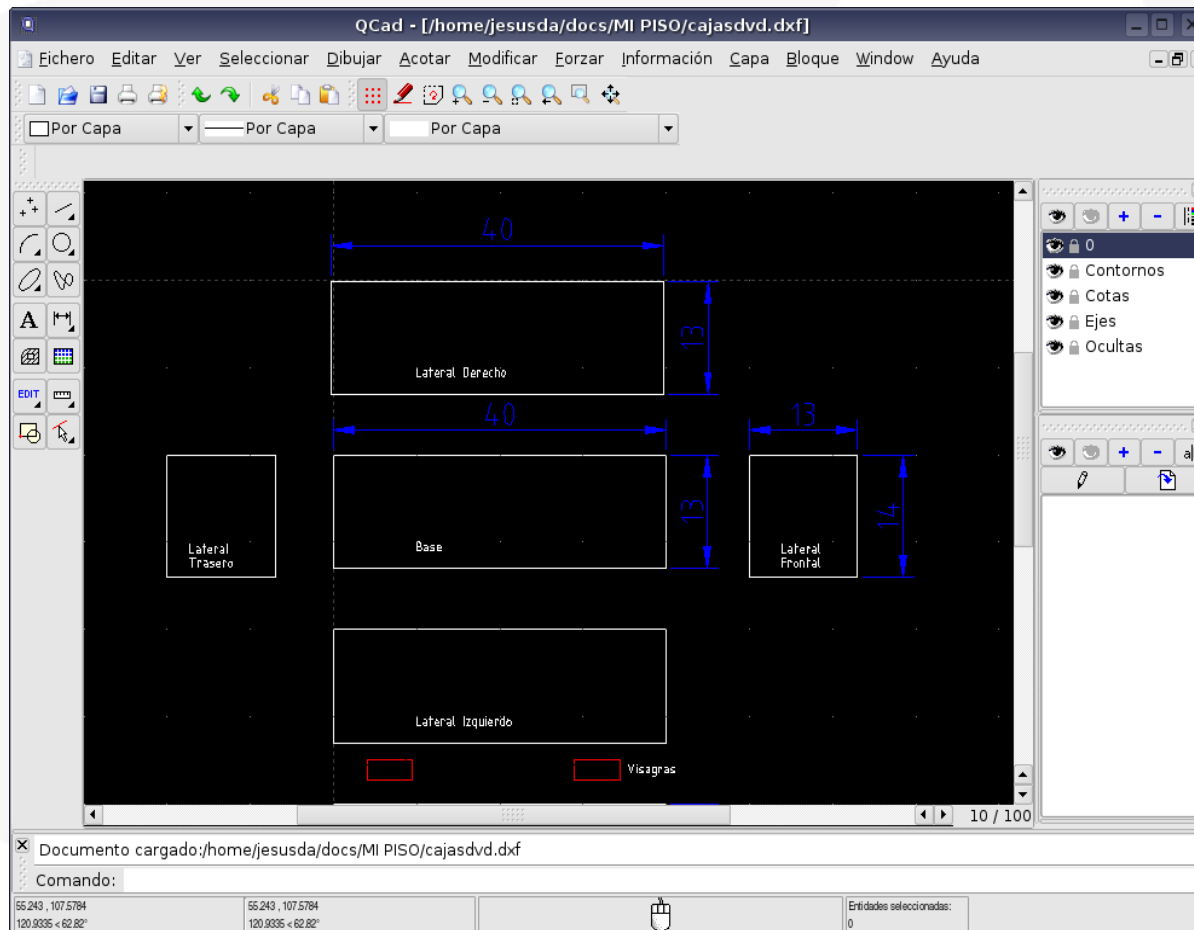 QCad - [/home/jesusda/docs/MI PISO/cajasdvd.dxf]
Fichero Editar Ver Seleccionar Dibujar Acotar Modificar Forzar Información Capa Bloque Window Ayuda
Por Capa Por Capa Por Capa
40
13
Lateral Derecho
40
13
13
14
Lateral
Trasero
Base
Lateral
Frontal
Lateral Izquierdo
Visagras
A
EDIT
0
Contornos
Cotas
Ejes
Ocultas
a
10 / 100
Documento cargado:/home/jesusda/docs/MI PISO/cajasdvd.dxf
Comando:
55.243 , 107.5784
120.9335 < 62.82°
55.243 , 107.5784
120.9335 < 62.82°
Entidades seleccionadas:
0